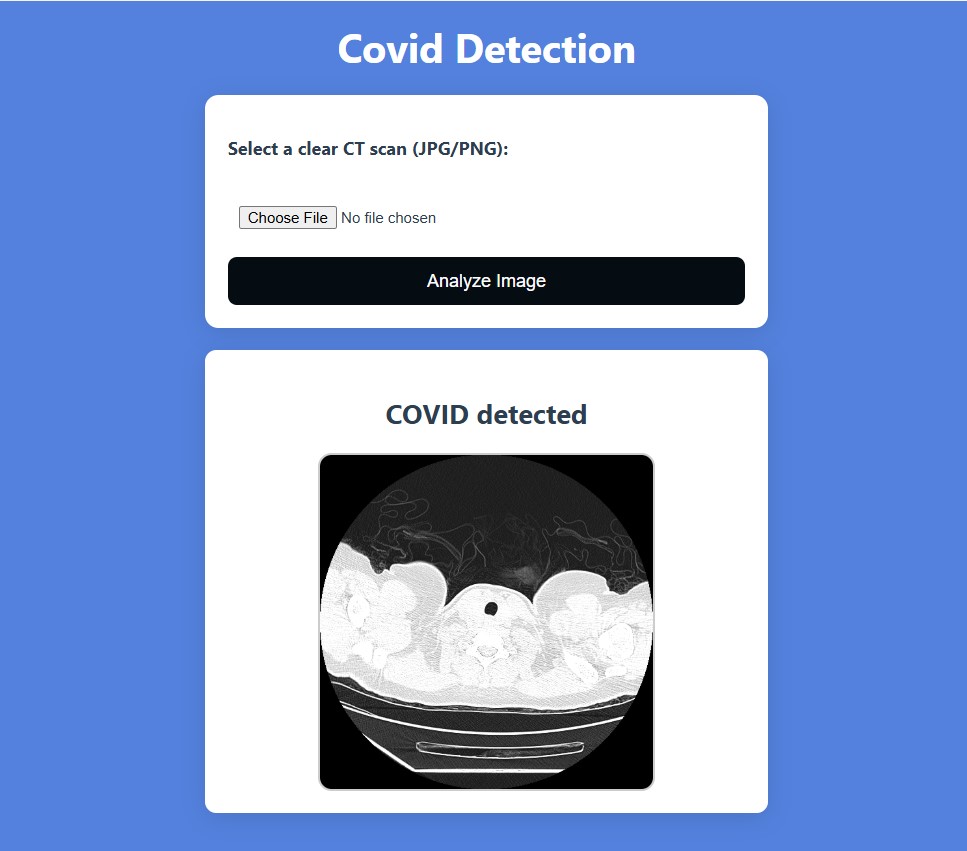 Covid Detection
Select a clear CT scan (JPG/PNG):
Choose File No file chosen
Analyze Image
COVID detected